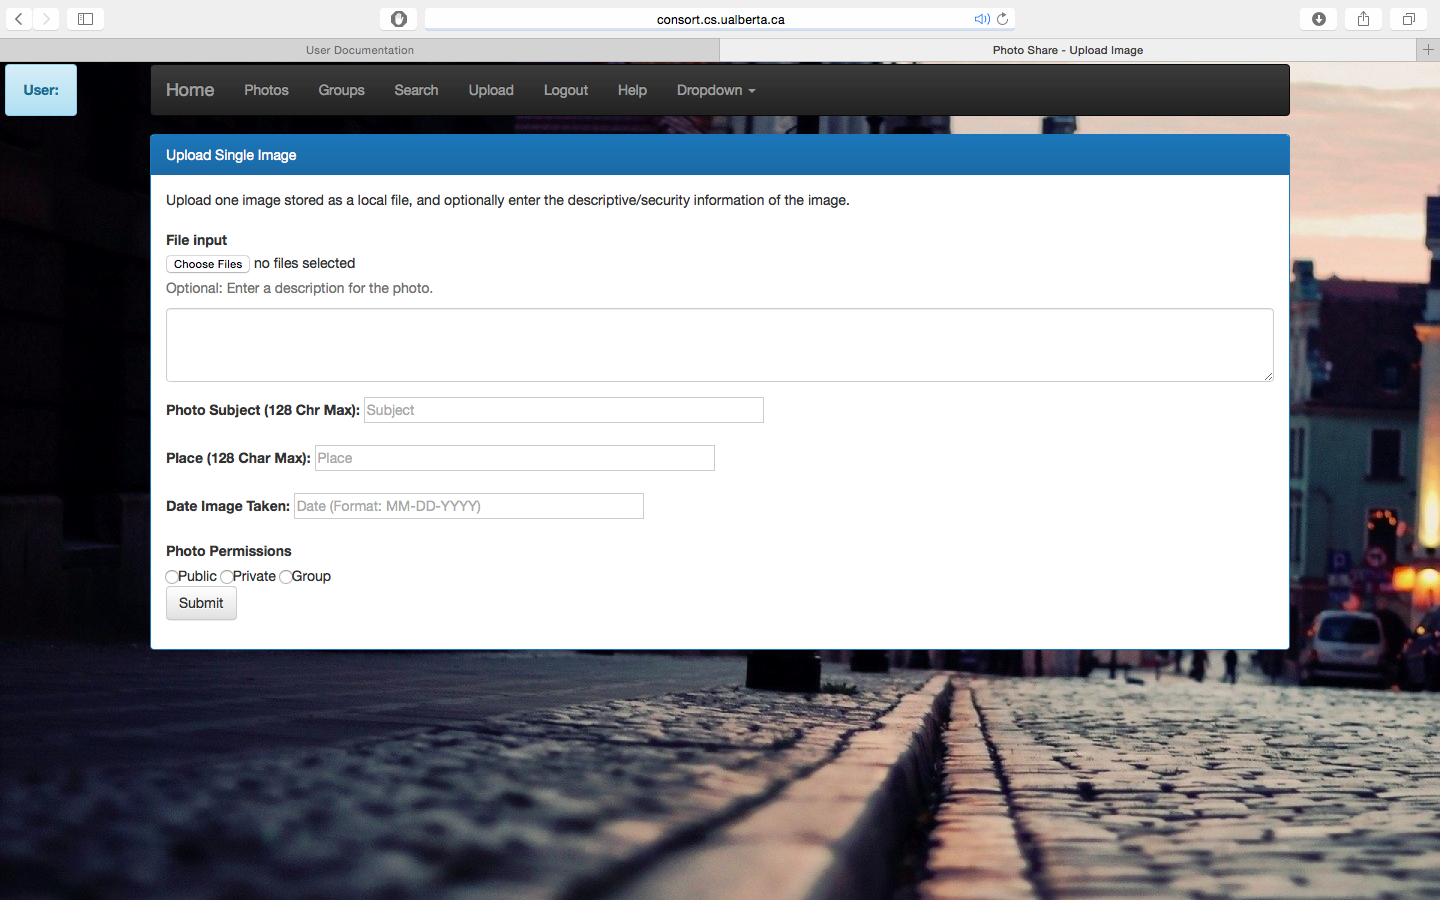 consort.cs.ualberta.ca
User Documentation
Photo Share - Upload Image
User:
Home Photos Groups Search Upload Logout Help Dropdown
Upload Single Image
Upload one image stored as a local file, and optionally enter the descriptive/security information of the image.
File input
Choose Files no files selected
Optional: Enter a description for the photo.
Photo Subject (128 Chr Max): Subject
Place (128 Char Max): Place
Date Image Taken: Date (Format: MM-DD-YYYY)
Photo Permissions
Public Private Group
Submit